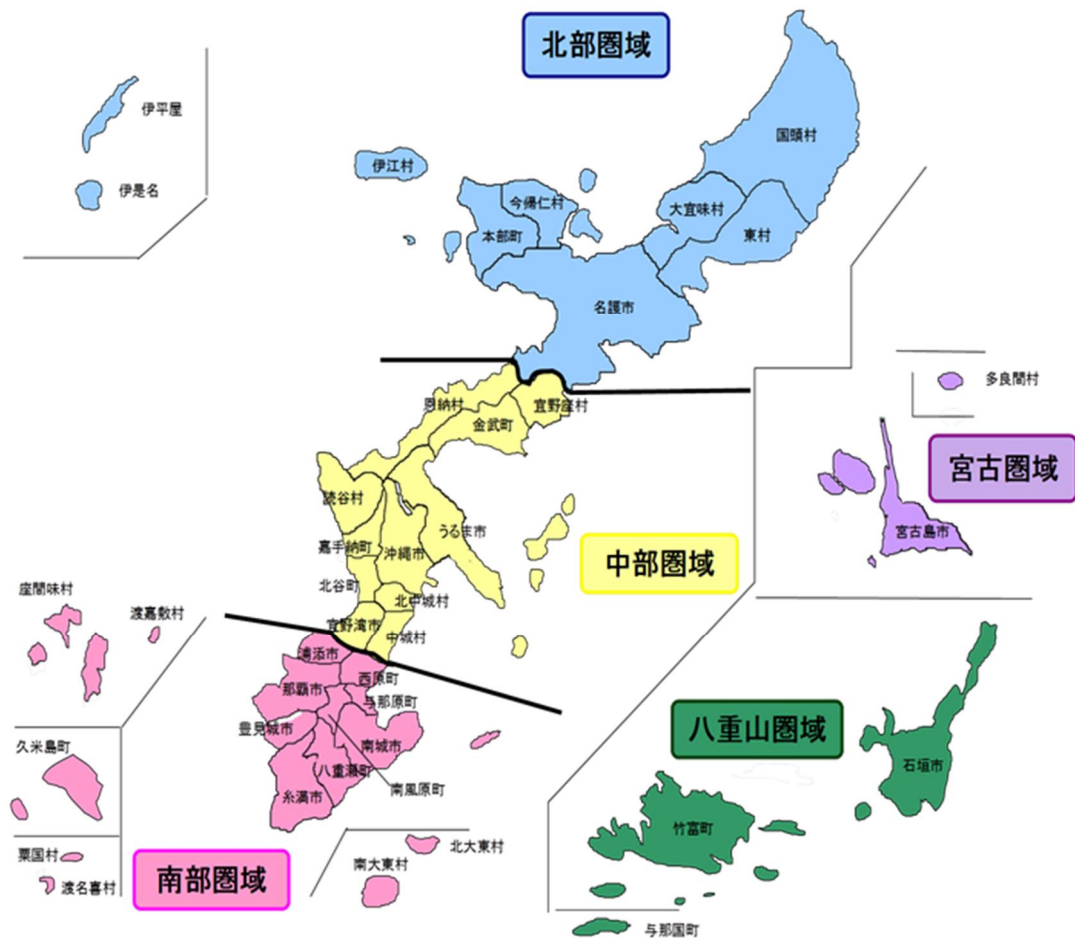 北部圏域
伊平屋
国頭村
伊江村
伊是名
今帰仁村
大宜味村
本部町
東村
名護市
多良間村
恩納村
宜野座村
金武町
宮古圏域
読谷村
うるま市
宮古島市
嘉手納町
沖縄市
中部圏域
北谷町
北中城村
座間味村
渡嘉敷村
宜野湾市
中城村
浦添市
西原町
那覇市
与那原町
豊見城市
八重山圏域
久米島町
南城市
石垣市
八重瀬町
南風原町
糸満市
竹富町
北大東村
粟国村
南大東村
南部圏域
渡名喜村
与那国町